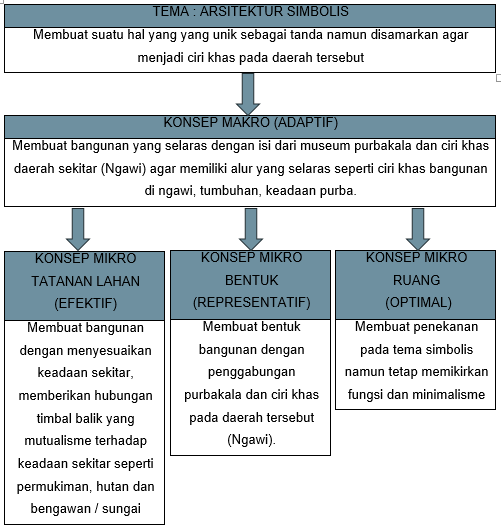 TEMA : ARSITEKTUR SIMBOLIS
Membuat suatu hal yang yang unik sebagai tanda namun disamarkan agar
menjadi ciri khas pada daerah tersebut
KONSEP MAKRO (ADAPTIF)
Membuat bangunan yang selaras dengan isi dari museum purbakala dan ciri khas
daerah sekitar (Ngawi) agar memiliki alur yang selaras seperti ciri khas bangunan
di ngawi, tumbuhan, keadaan purba.
KONSEP MIKRO
TATANAN LAHAN
(EFEKTIF)
Membuat bangunan
dengan menyesuaikan
keadaan sekitar,
memberikan hubungan
timbal balik yang
mutualisme terhadap
keadaan sekitar seperti
permukiman, hutan dan
bengawan / sungai
KONSEP MIKRO
BENTUK
(REPRESENTATIF)
Membuat bentuk
bangunan dengan
penggabungan
purbakala dan ciri khas
pada daerah tersebut
(Ngawi).
KONSEP MIKRO
RUANG
(OPTIMAL)
Membuat penekanan
pada tema simbolis
namun tetap memikirkan
fungsi dan minimalisme